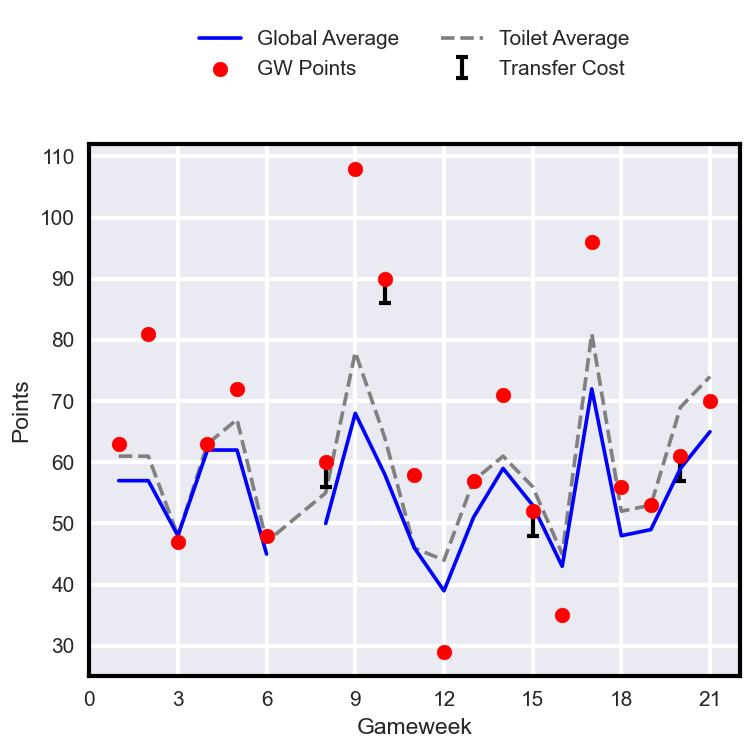 Global Average
Toilet Average
GW Points
Transfer Cost
110
100
90
80
70
60
50
40
30
Points
0 3 6 9 12 15 18 21
Gameweek